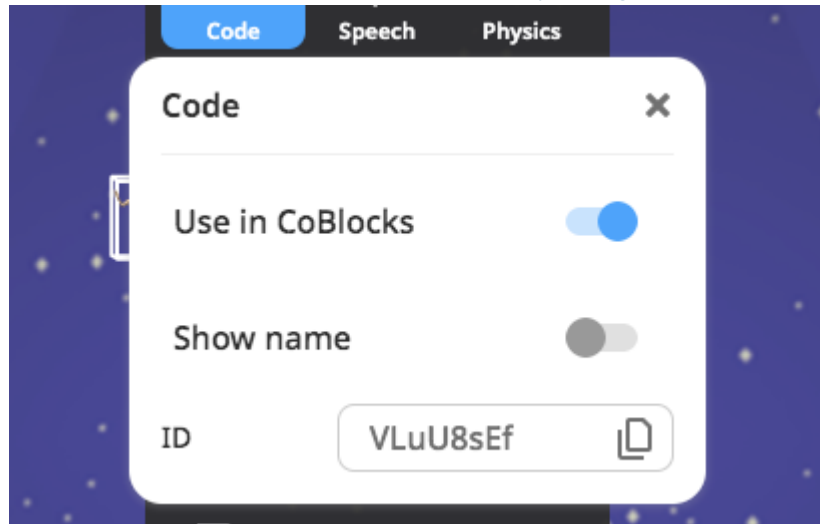 Code Speech Physics
Code
Use in CoBlocks
Show name
ID VLuU8sEf